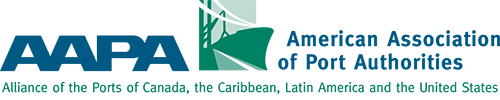 AAPA
American Association
of Port Authorities
Alliance of the Ports of Canada, the Caribbean, Latin America and the United States